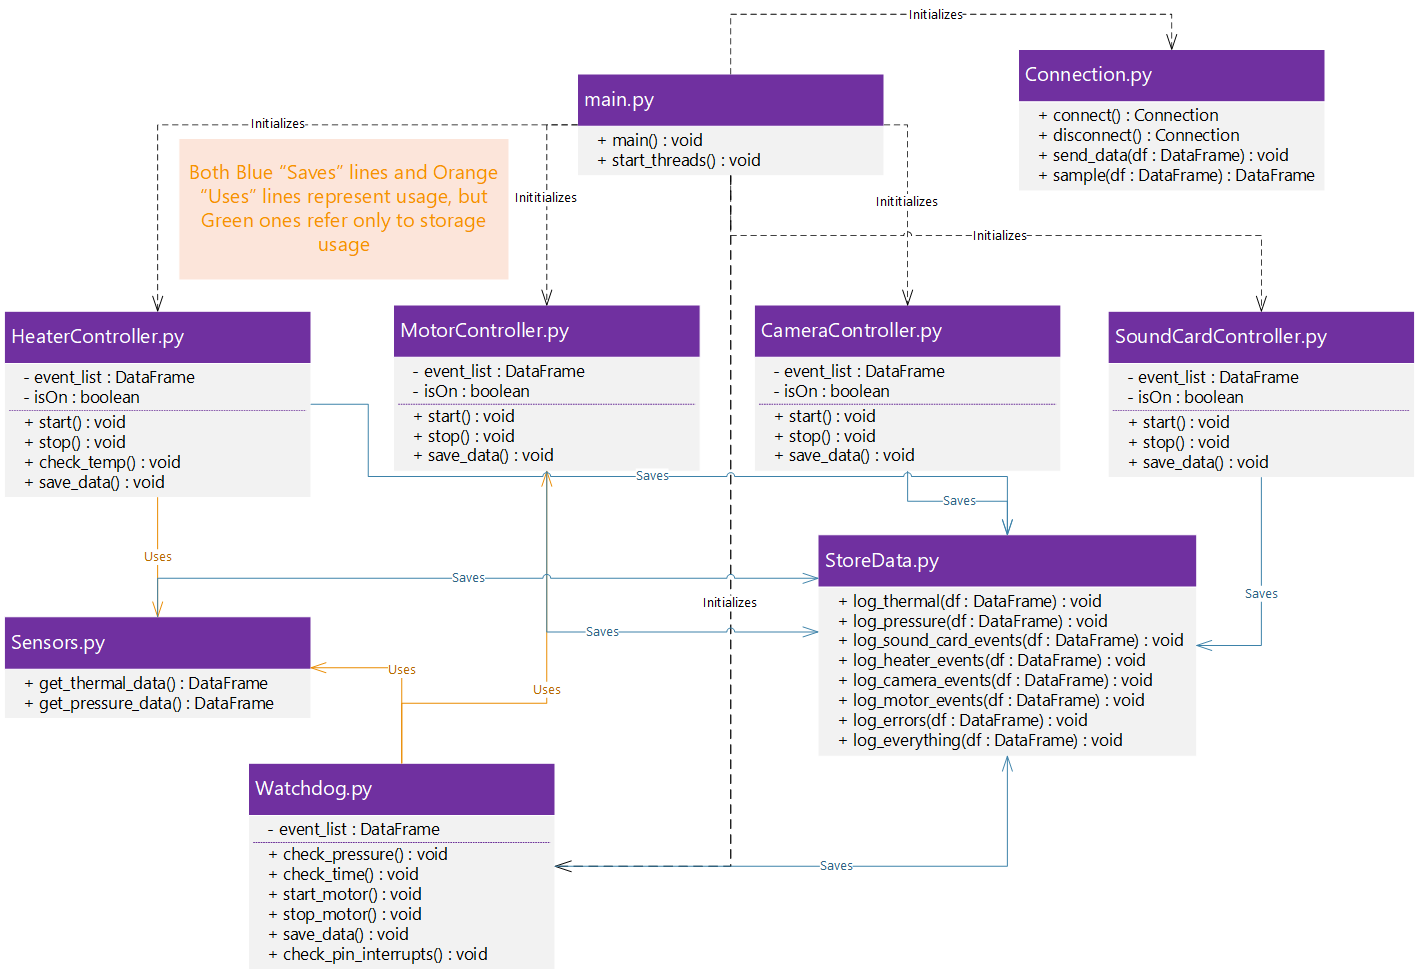 Initializes
Connection.py
+ connect() : Connection
+ disconnect() : Connection
+ send_data(df : DataFrame) : void
+ sample(df : DataFrame) : DataFrame
main.py
+ main() : void
+ start_threads() : void
Initializes
Both Blue “Saves” lines and Orange
“Uses” lines represent usage, but
Green ones refer only to storage
usage
Inititializes
Inititializes
Initializes
HeaterController.py
- event_list : DataFrame
- isOn : boolean
+ start() : void
+ stop() : void
+ check_temp() : void
+ save_data() : void
MotorController.py
- event_list : DataFrame
- isOn : boolean
+ start() : void
+ stop() : void
+ save_data() : void
CameraController.py
- event_list : DataFrame
- isOn : boolean
+ start() : void
+ stop() : void
+ save_data() : void
SoundCardController.py
- event_list : DataFrame
- isOn : boolean
+ start() : void
+ stop() : void
+ save_data() : void
Saves
Saves
Uses
Saves
Initializes
Saves
Saves
StoreData.py
+ log_thermal(df : DataFrame) : void
+ log_pressure(df : DataFrame) : void
+ log_sound_card_events(df : DataFrame) : void
+ log_heater_events(df : DataFrame) : void
+ log_camera_events(df : DataFrame) : void
+ log_motor_events(df : DataFrame) : void
+ log_errors(df : DataFrame) : void
+ log_everything(df : DataFrame) : void
Sensors.py
+ get_thermal_data() : DataFrame
+ get_pressure_data() : DataFrame
Uses
Uses
Watchdog.py
- event_list : DataFrame
+ check_pressure() : void
+ check_time() : void
+ start_motor() : void
+ stop_motor() : void
+ save_data() : void
+ check_pin_interrupts() : void
Saves